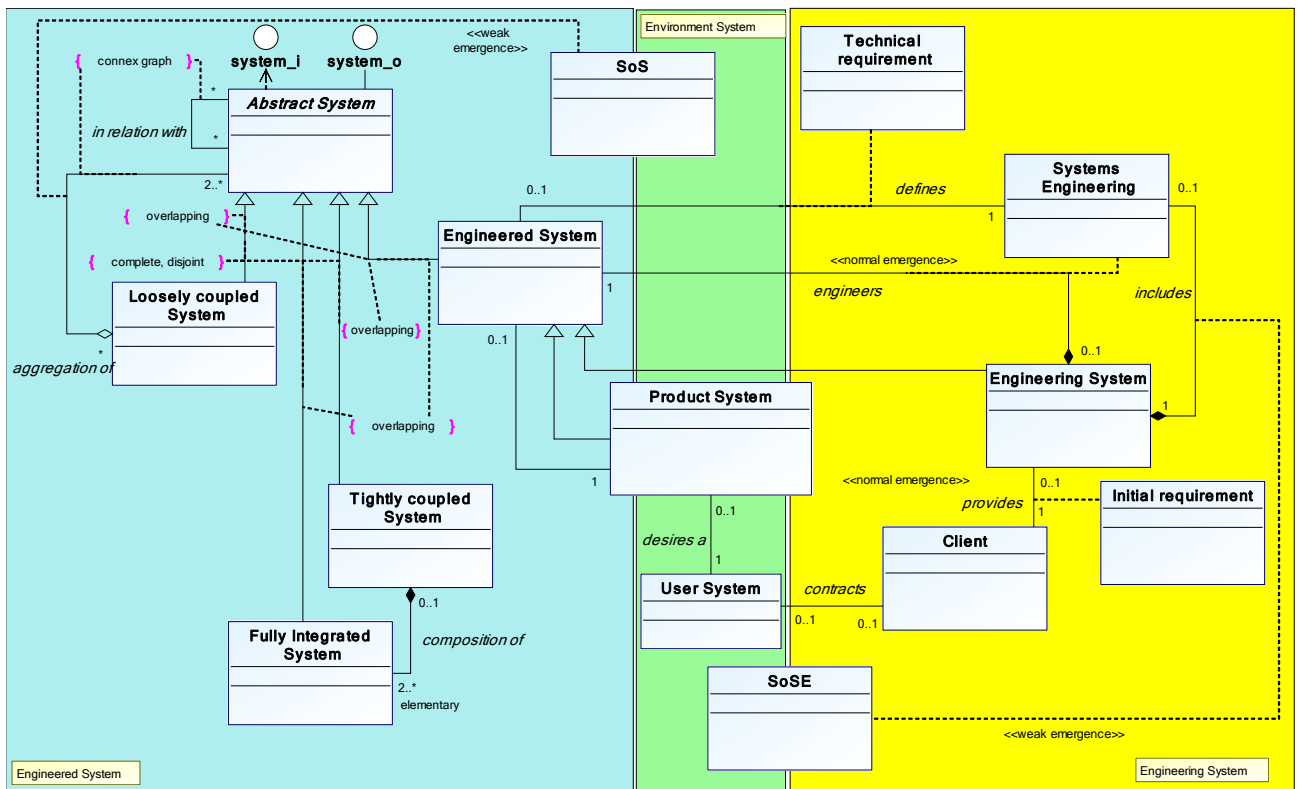 <<weak
emergence>>
Environment System
{ connex graph }
system_i
system_o
SoS
Technical
requirement
*
Abstract System
in relation with
*
2..*
0..1
defines
1
Systems
Engineering
0..1
{ overlapping }
Engineered System
{ complete, disjoint }
<<normal emergence>>
1
engineers
includes
Loosely coupled
System
{ overlapping }
0..1
0..1
*
aggregation of
Engineering System
Product System
1
{ overlapping }
1
<<normal emergence>>
0..1
Tightly coupled
System
0..1
provides
1
Initial requirement
desires a
Client
1
User System
contracts
0..1
0..1
0..1
Fully Integrated
System
composition of
2..*
elementary
SoSE
<<weak emergence>>
Engineered System
Engineering System